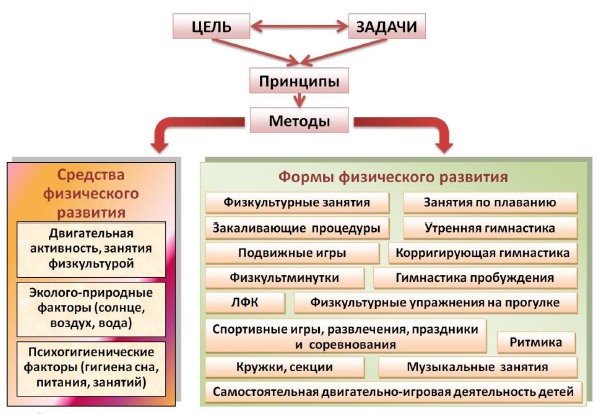 ЦЕЛЬ
ЗАДАЧИ
Принципы
Методы
Средства
физического
развития
Двигательная
активность, занятия
физкультурой
Эколого-природные
факторы (солнце,
воздух, вода)
Психогигиенические
факторы (гигиена сна,
питания, занятий)
Формы физического развития
Физкультурные занятия
Занятия по плаванию
Закаливающие процедуры
Утренняя гимнастика
Подвижные игры
Корригирующая гимнастика
Физкультминутки
Гимнастика пробуждения
ЛФК
Физкультурные упражнения на прогулке
Спортивные игры, развлечения, праздники
и соревнования
Ритмика
Кружки, секции
Музыкальные занятия
Самостоятельная двигательно-игровая деятельность детей